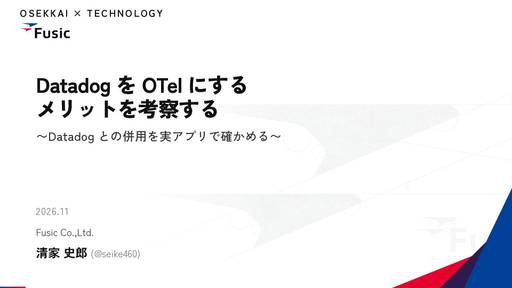 OSEKKAI × TECHNOLOGY
Fusic
Datadog を OTel にする
メリットを考察する
〜Datadog との併用を実アプリで確かめる〜
2026.11
Fusic Co.,Ltd.
清家 史郎 (@seike460)